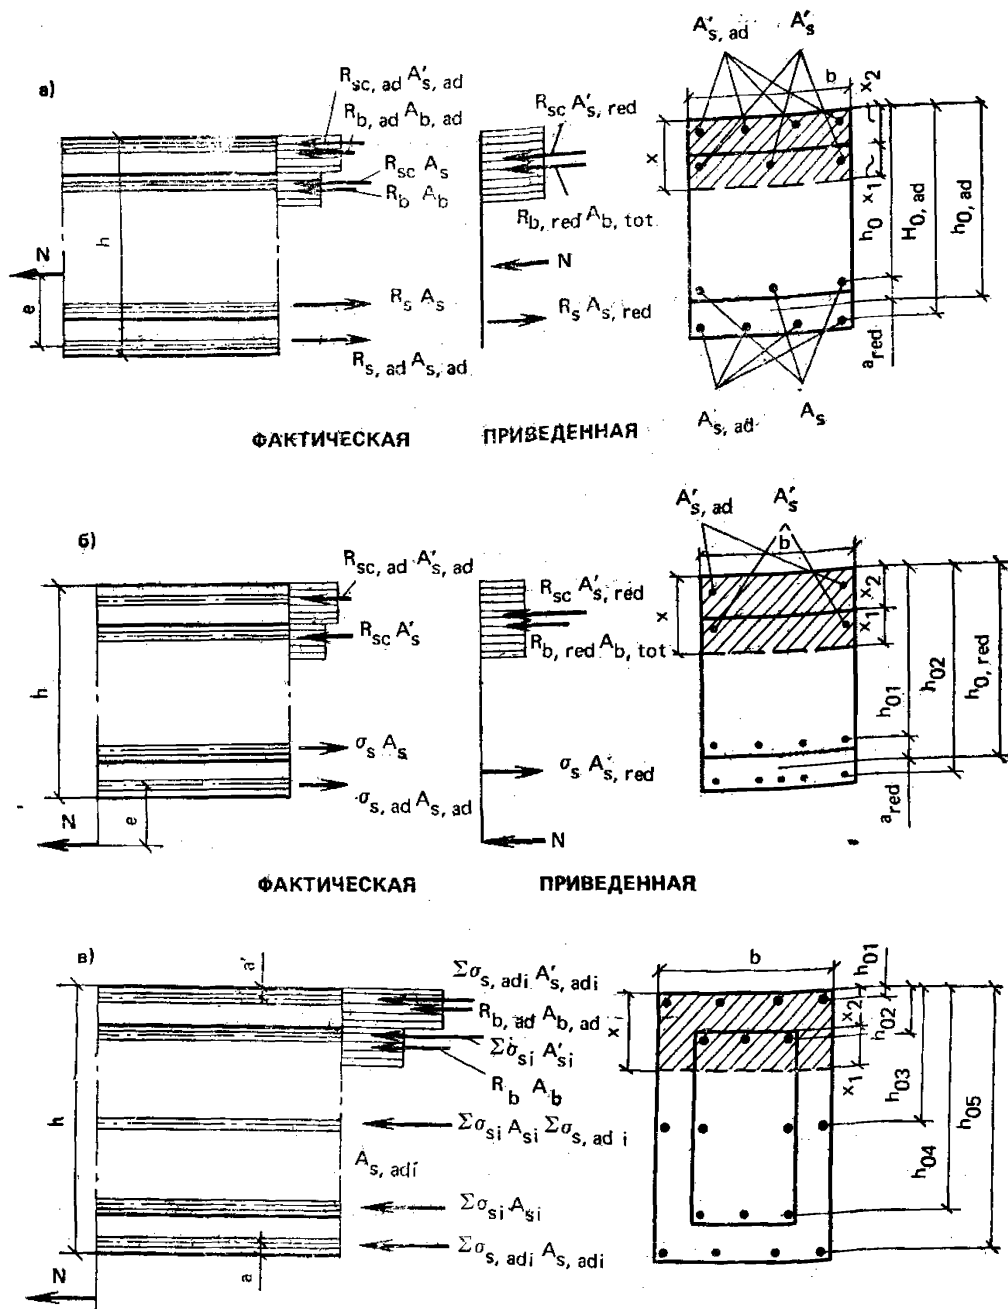 а)
R_sc, ad A'_s, ad
R_b, ad A_b, ad
R_sc A_s
R_b A_b
h
N
e
R_s A_s
R_s, ad A_s, ad
R_sc A'_s, red
R_b, red A_b, tot
N
R_s A_s, red
A'_s, ad
A'_s
b
x
x_2
x_1
h_0
H_0, ad
h_0, ad
a_red
A_s, ad
A_s
ФАКТИЧЕСКАЯ ПРИВЕДЕННАЯ
б)
R_sc, ad A'_s, ad
R_sc A'_s
h
σ_s A_s
σ_s, ad A_s, ad
N
e
R_sc A'_s, red
R_b, red A_b, tot
σ_s A_s, red
N
A'_s, ad
A'_s
b
x
x_2
x_1
h_01
h_02
h_0, red
a_red
ФАКТИЧЕСКАЯ ПРИВЕДЕННАЯ
в)
a'
Σσ_s, adi A'_s, adi
R_b, ad A_b, ad
Σσ_si A'_si
R_b A_b
h
Σσ_si A_si Σσ_s, ad i
A_s, adi
Σσ_si A_si
Σσ_s, adi A_s, adi
a
N
b
x
x_2
x_1
h_01
h_02
h_03
h_04
h_05